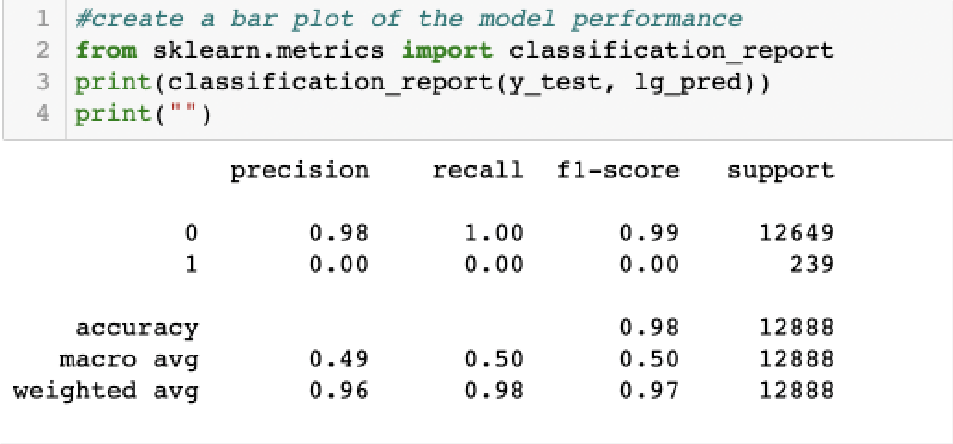 1 #create a bar plot of the model performance
2 from sklearn.metrics import classification_report
3 print(classification_report(y_test, lg_pred))
4 print("")
precision recall f1-score support
0 0.98 1.00 0.99 12649
1 0.00 0.00 0.00 239
accuracy 0.98 12888
macro avg 0.49 0.50 0.50 12888
weighted avg 0.96 0.98 0.97 12888